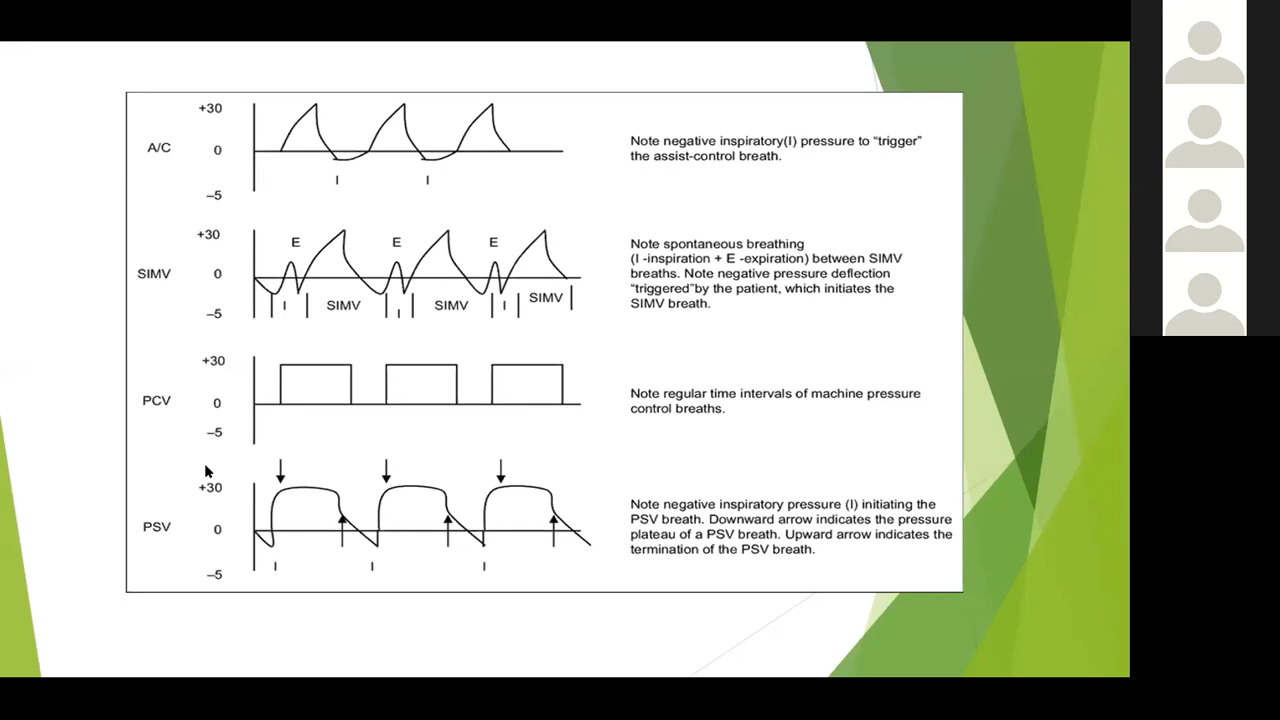 +30
A/C
0
–5
I
I
Note negative inspiratory(I) pressure to “trigger”
the assist-control breath.
+30
SIMV
0
–5
E
E
E
I
SIMV
I
SIMV
I
SIMV
Note spontaneous breathing
(I -inspiration + E -expiration) between SIMV
breaths. Note negative pressure deflection
“triggered”by the patient, which initiates the
SIMV breath.
+30
PCV
0
–5
Note regular time intervals of machine pressure
control breaths.
+30
PSV
0
–5
I
I
I
Note negative inspiratory pressure (I) initiating the
PSV breath. Downward arrow indicates the pressure
plateau of a PSV breath. Upward arrow indicates the
termination of the PSV breath.